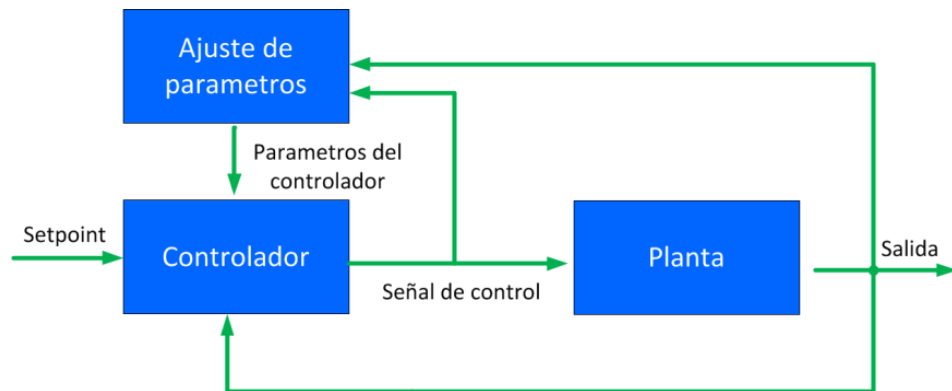 Ajuste de
parametros
Parametros del
controlador
Setpoint
Controlador
Señal de control
Planta
Salida